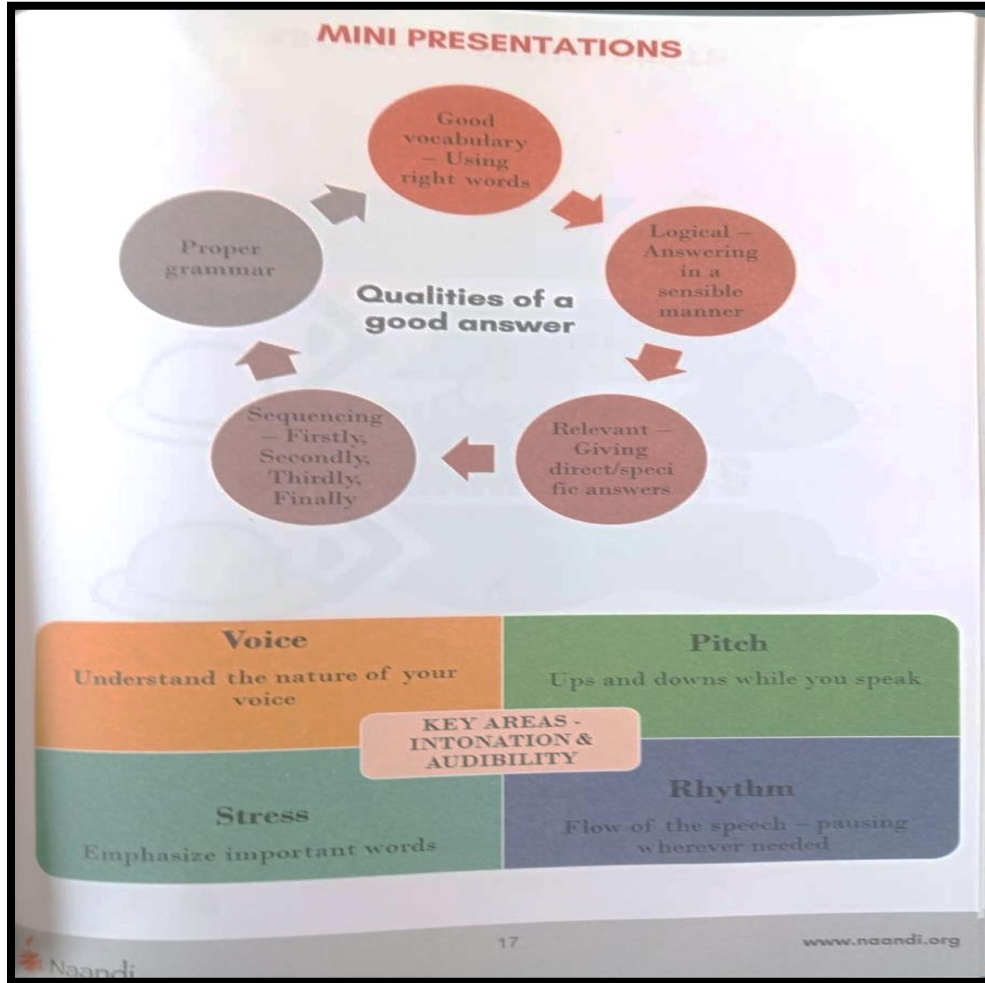 MINI PRESENTATIONS
Good
vocabulary
– Using
right words
Logical –
Answering
in a
sensible
manner
Relevant –
Giving
direct/speci
fic answers
Sequencing
– Firstly,
Secondly,
Thirdly,
Finally
Proper
grammar
Qualities of a
good answer
Voice
Understand the nature of your
voice
Pitch
Ups and downs while you speak
KEY AREAS -
INTONATION &
AUDIBILITY
Stress
Emphasize important words
Rhythm
Flow of the speech – pausing
wherever needed
17
www.naandi.org
Naandi